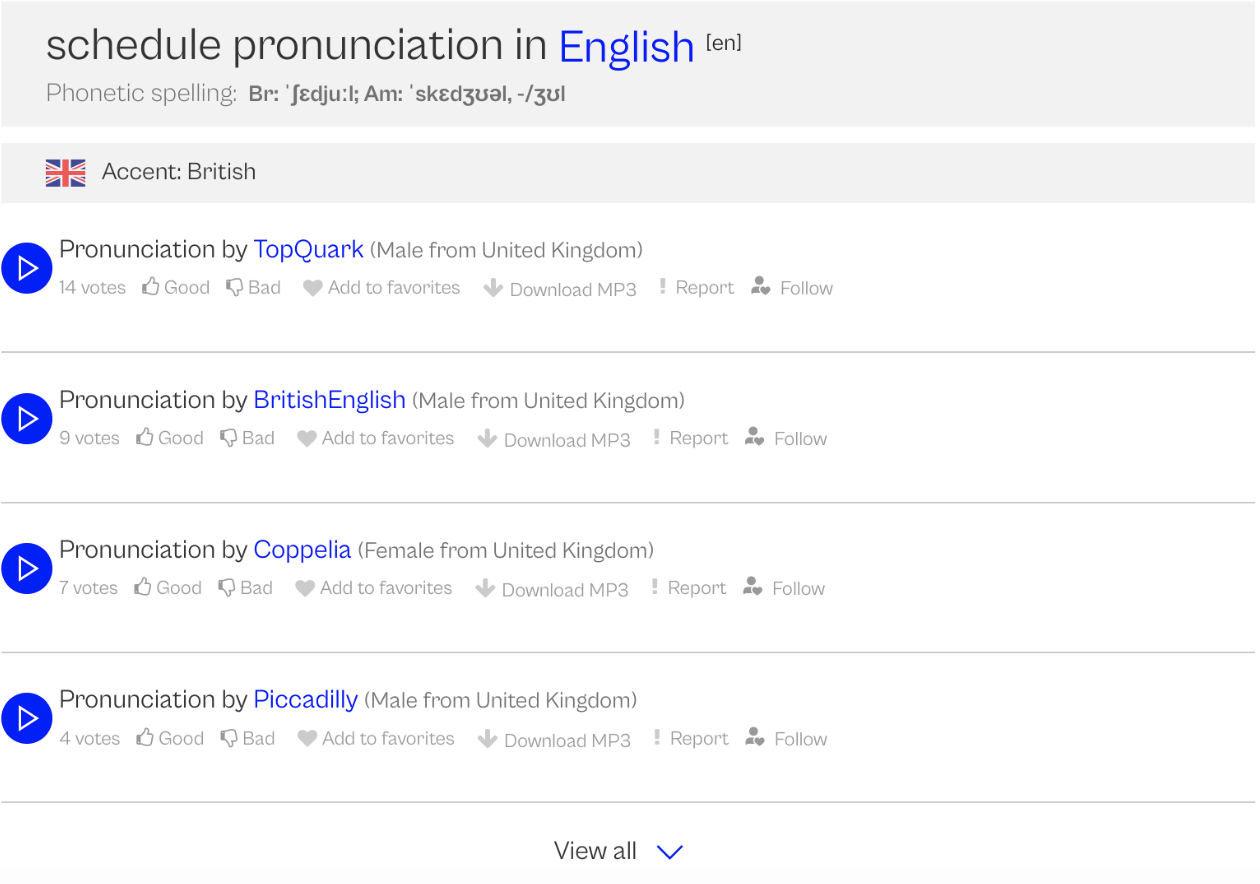 schedule pronunciation in English [en]
Phonetic spelling: Br: ˈʃɛdjuːl; Am: ˈskɛdʒʊəl, -/ʒʊl
Accent: British
Pronunciation by TopQuark (Male from United Kingdom)
14 votes Good Bad Add to favorites Download MP3 Report Follow
Pronunciation by BritishEnglish (Male from United Kingdom)
9 votes Good Bad Add to favorites Download MP3 Report Follow
Pronunciation by Coppelia (Female from United Kingdom)
7 votes Good Bad Add to favorites Download MP3 Report Follow
Pronunciation by Piccadilly (Male from United Kingdom)
4 votes Good Bad Add to favorites Download MP3 Report Follow
View all